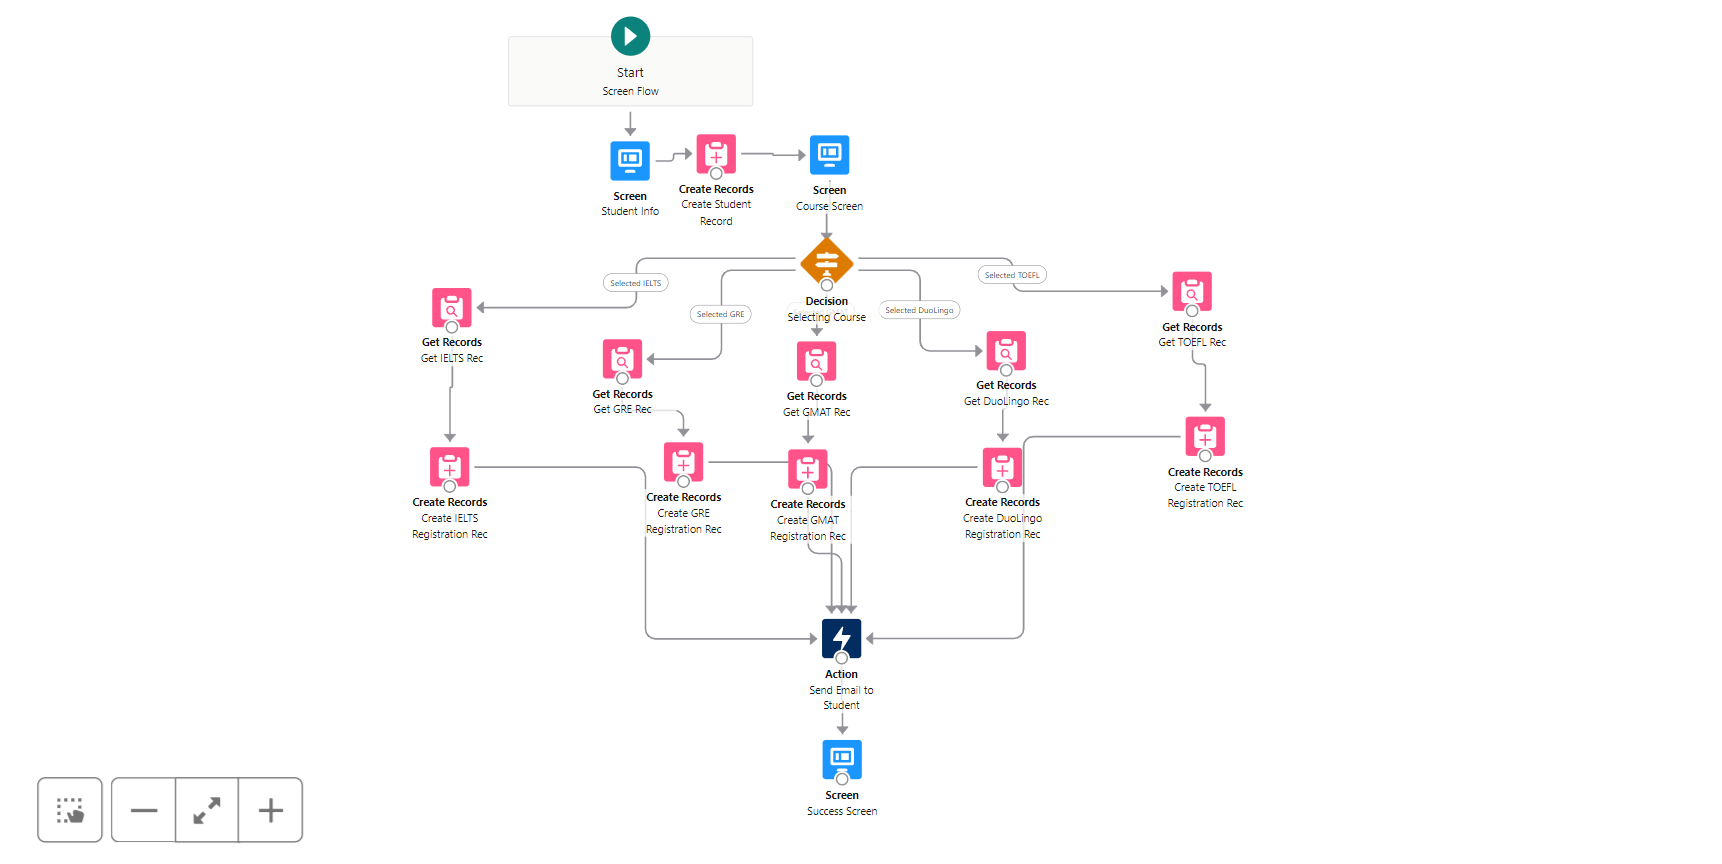 Start
Screen Flow
Screen
Student Info
Create Records
Create Student
Record
Screen
Course Screen
Selected IELTS
Selected GRE
Decision
Selecting Course
Selected DuoLingo
Selected TOEFL
Get Records
Get IELTS Rec
Get Records
Get GRE Rec
Get Records
Get GMAT Rec
Get Records
Get DuoLingo Rec
Get Records
Get TOEFL Rec
Create Records
Create IELTS
Registration Rec
Create Records
Create GRE
Registration Rec
Create Records
Create GMAT
Registration Rec
Create Records
Create DuoLingo
Registration Rec
Create Records
Create TOEFL
Registration Rec
Action
Send Email to
Student
Screen
Success Screen